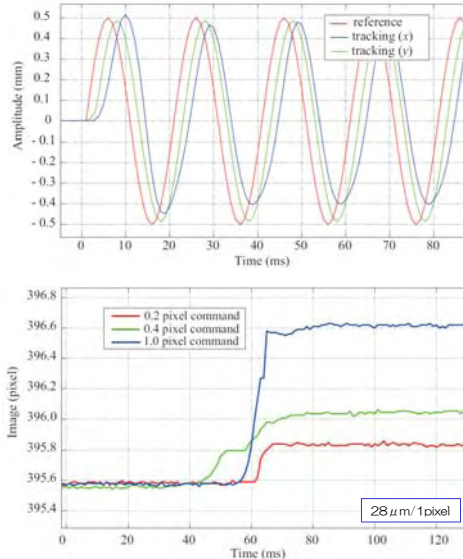 0.5
0.4
0.3
0.2
0.1
0
- 0.1
- 0.2
- 0.3
- 0.4
- 0.5
Amplitude (mm)
reference
tracking (x)
tracking (y)
0 10 20 30 40 50 60 70 80
Time (ms)
396.8
396.6
396.4
396.2
396.0
395.8
395.6
395.4
Image (pixel)
0.2 pixel command
0.4 pixel command
1.0 pixel command
28μm/1pixel
0 20 40 60 80 100 120
Time (ms)